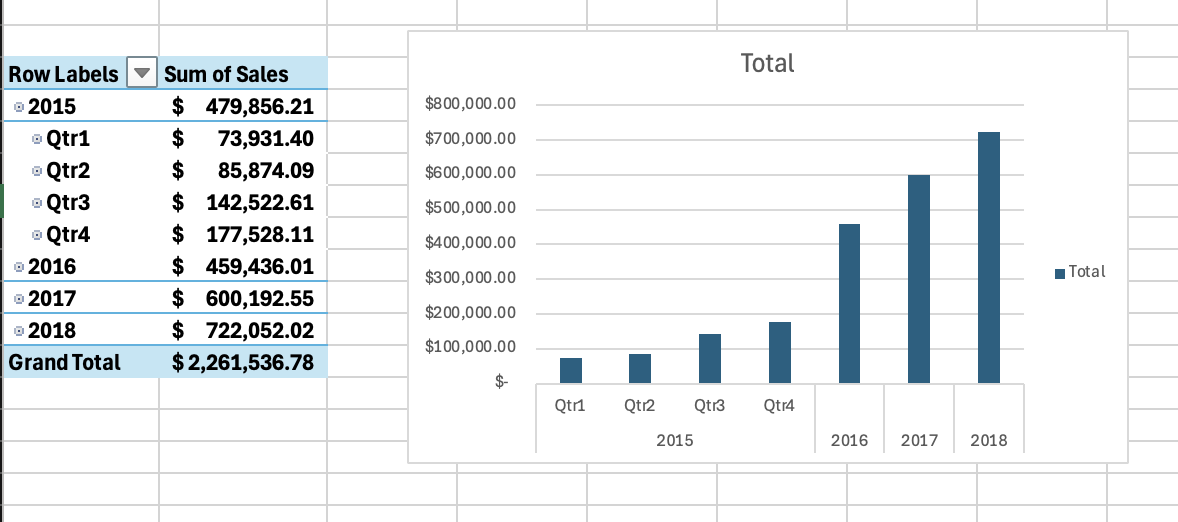 Row Labels Sum of Sales
2015 $ 479,856.21
Qtr1 $ 73,931.40
Qtr2 $ 85,874.09
Qtr3 $ 142,522.61
Qtr4 $ 177,528.11
2016 $ 459,436.01
2017 $ 600,192.55
2018 $ 722,052.02
Grand Total $ 2,261,536.78
Total
$800,000.00
$700,000.00
$600,000.00
$500,000.00
$400,000.00
$300,000.00
$200,000.00
$100,000.00
$-
Qtr1 Qtr2 Qtr3 Qtr4
2015 2016 2017 2018
Total